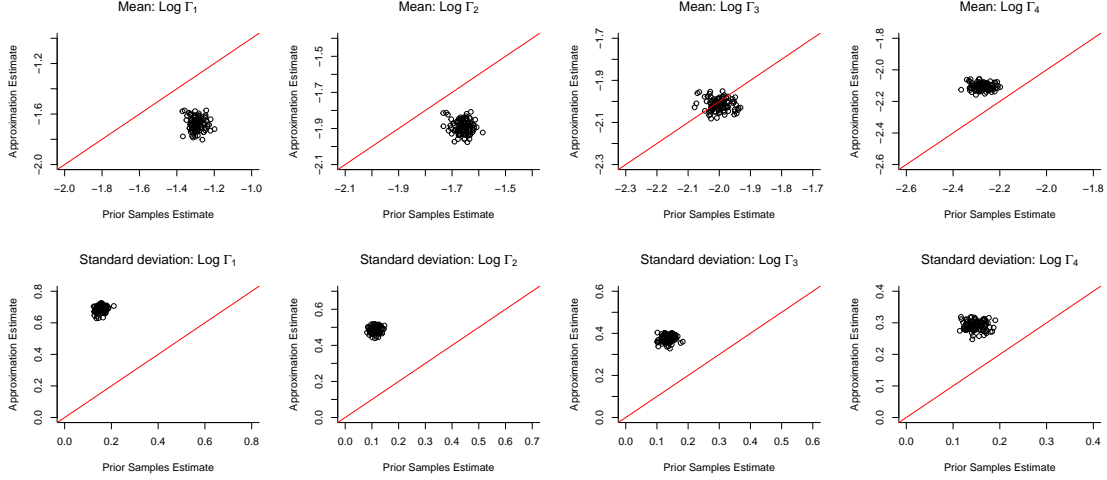 Mean: Log Γ1
Mean: Log Γ2
Mean: Log Γ3
Mean: Log Γ4
Approximation Estimate
−1.2
−1.6
−2.0
−2.0 −1.8 −1.6 −1.4 −1.2 −1.0
Prior Samples Estimate
Approximation Estimate
−1.5
−1.7
−1.9
−2.1
−2.1 −1.9 −1.7 −1.5
Prior Samples Estimate
Approximation Estimate
−1.7
−1.9
−2.1
−2.3
−2.3 −2.2 −2.1 −2.0 −1.9 −1.8 −1.7
Prior Samples Estimate
Approximation Estimate
−1.8
−2.0
−2.2
−2.4
−2.6
−2.6 −2.4 −2.2 −2.0 −1.8
Prior Samples Estimate
Standard deviation: Log Γ1
Standard deviation: Log Γ2
Standard deviation: Log Γ3
Standard deviation: Log Γ4
Approximation Estimate
0.8
0.6
0.4
0.2
0.0
0.0 0.2 0.4 0.6 0.8
Prior Samples Estimate
Approximation Estimate
0.6
0.4
0.2
0.0
0.0 0.1 0.2 0.3 0.4 0.5 0.6 0.7
Prior Samples Estimate
Approximation Estimate
0.6
0.4
0.2
0.0
0.0 0.1 0.2 0.3 0.4 0.5 0.6
Prior Samples Estimate
Approximation Estimate
0.4
0.3
0.2
0.1
0.0
0.0 0.1 0.2 0.3 0.4
Prior Samples Estimate